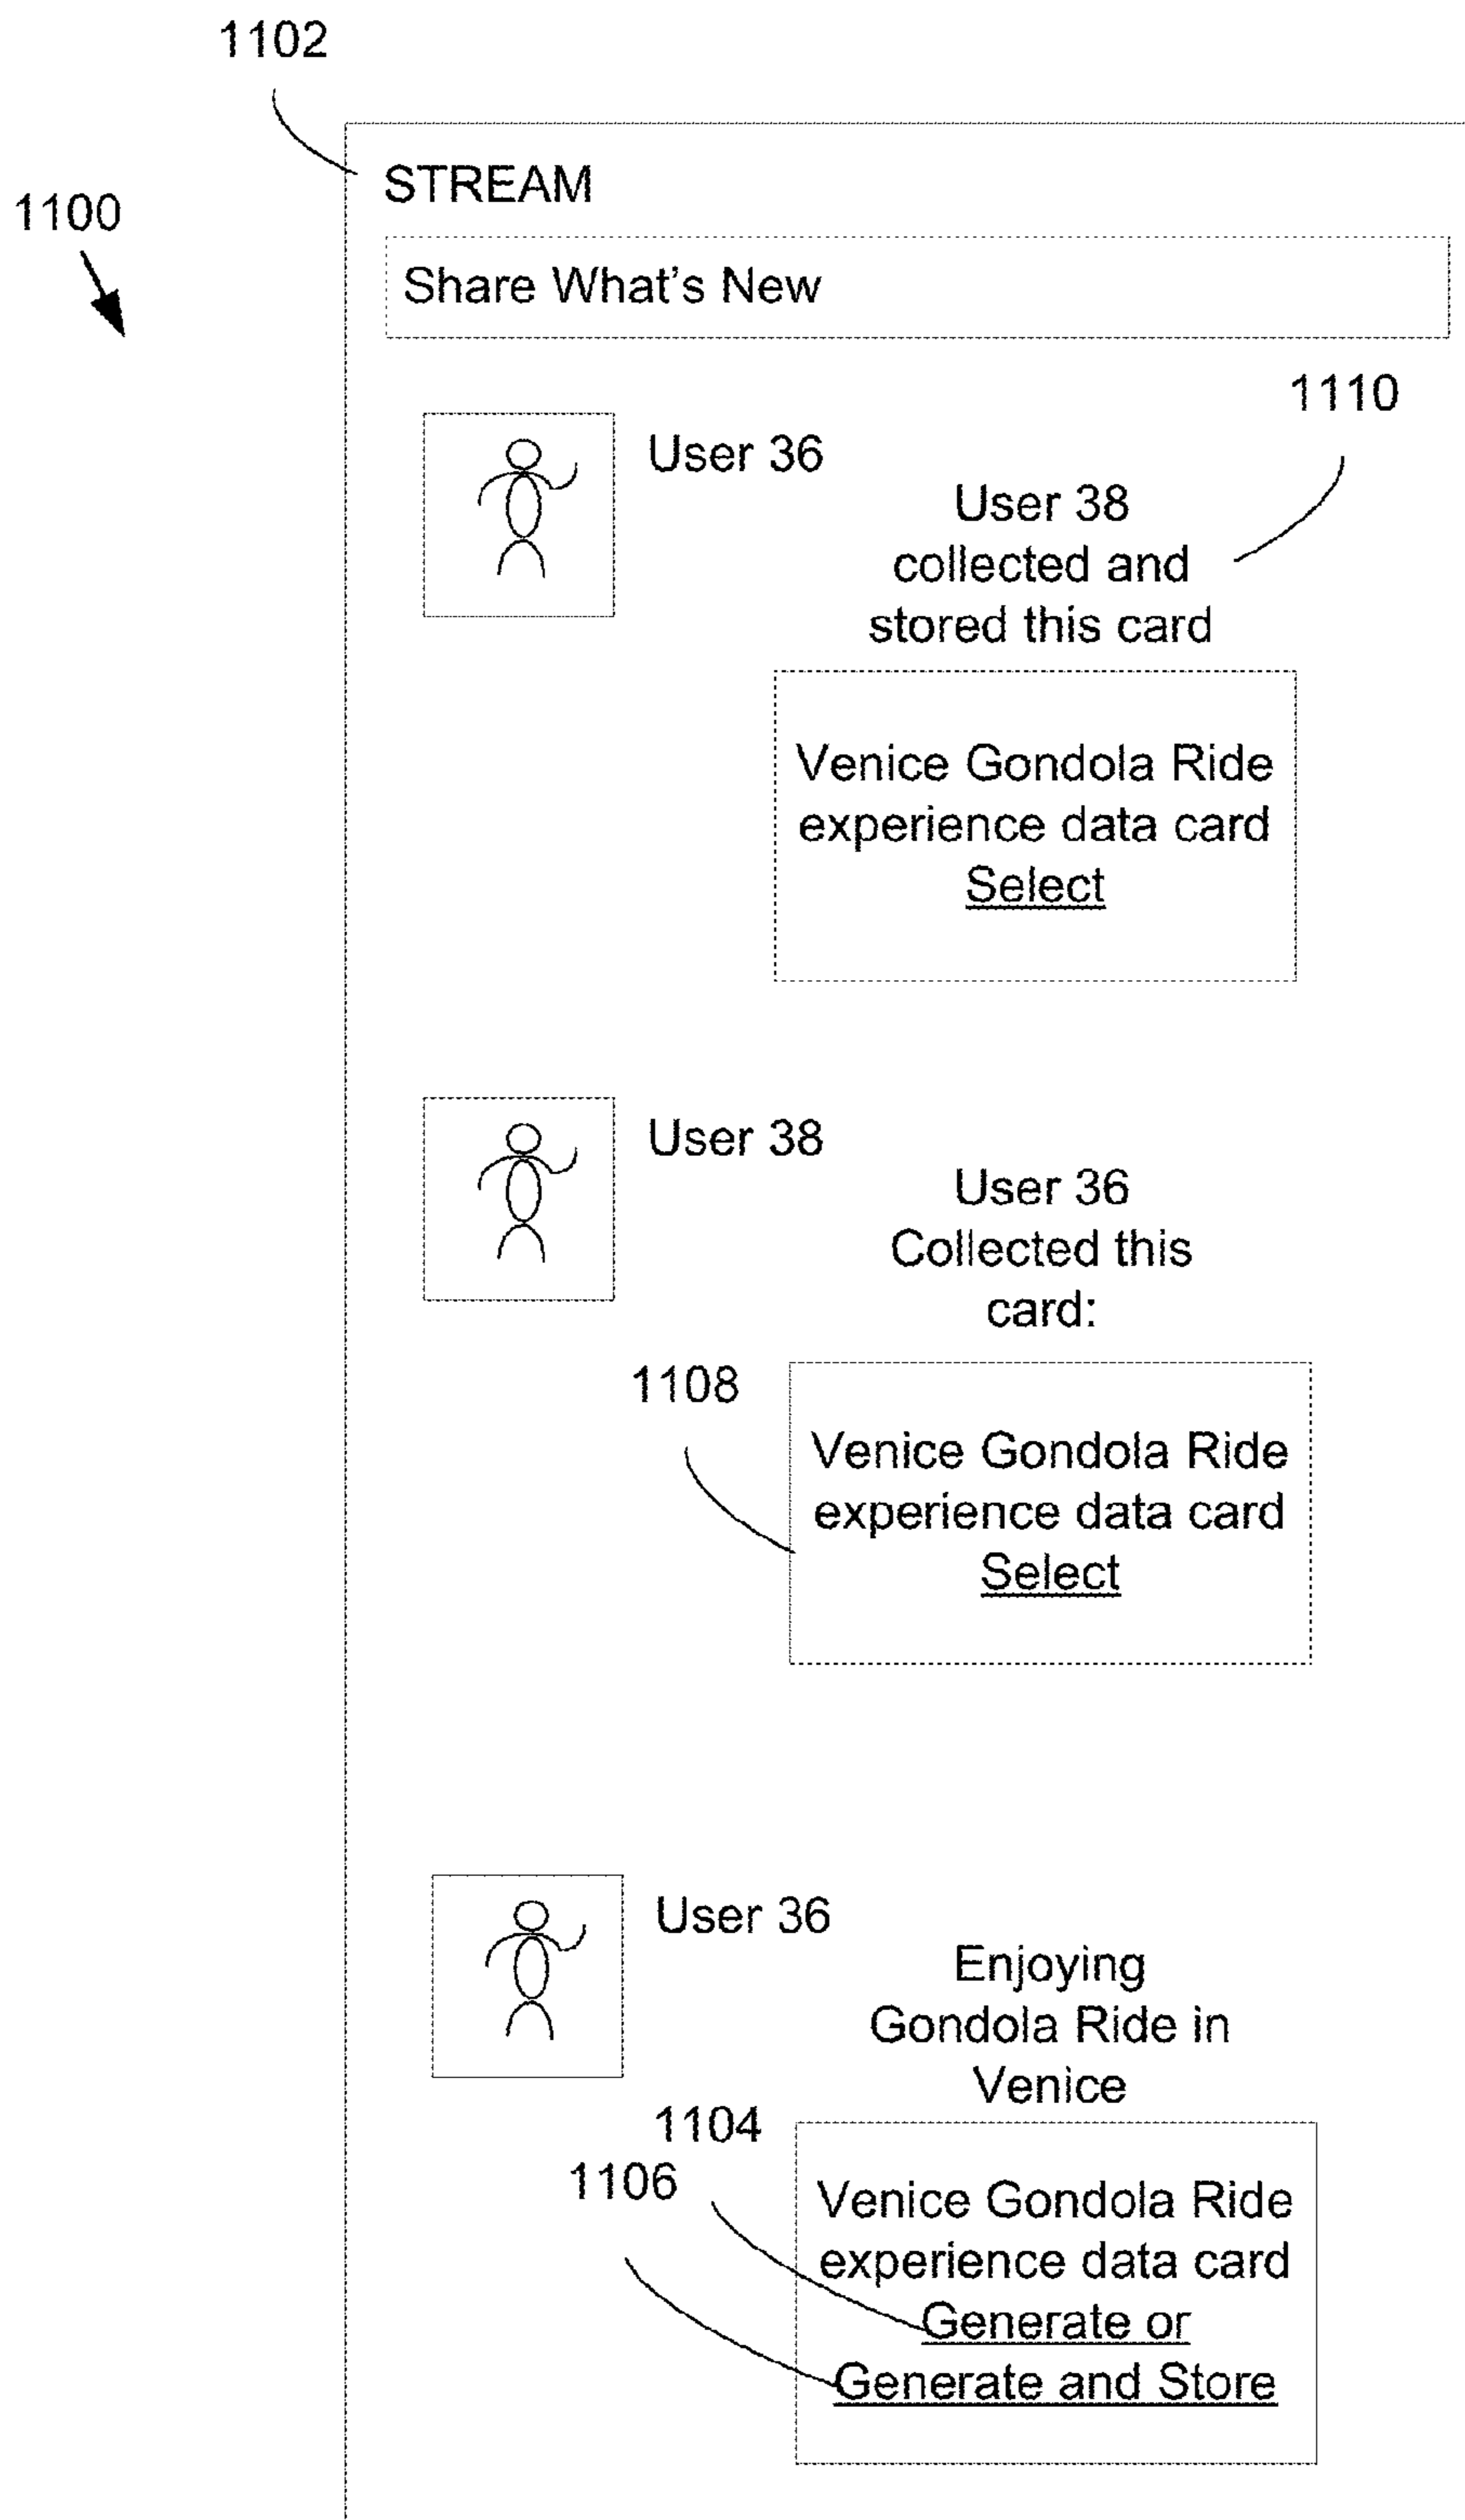 1102
STREAM
1100
Share What's New
1110
User 36
User 38
collected and
stored this card
Venice Gondola Ride
experience data card
Select
User 38
User 36
Collected this
card:
1108
Venice Gondola Ride
experience data card
Select
User 36
Enjoying
Gondola Ride in
Venice
1104
1106
Venice Gondola Ride
experience data card
Generate or
Generate and Store